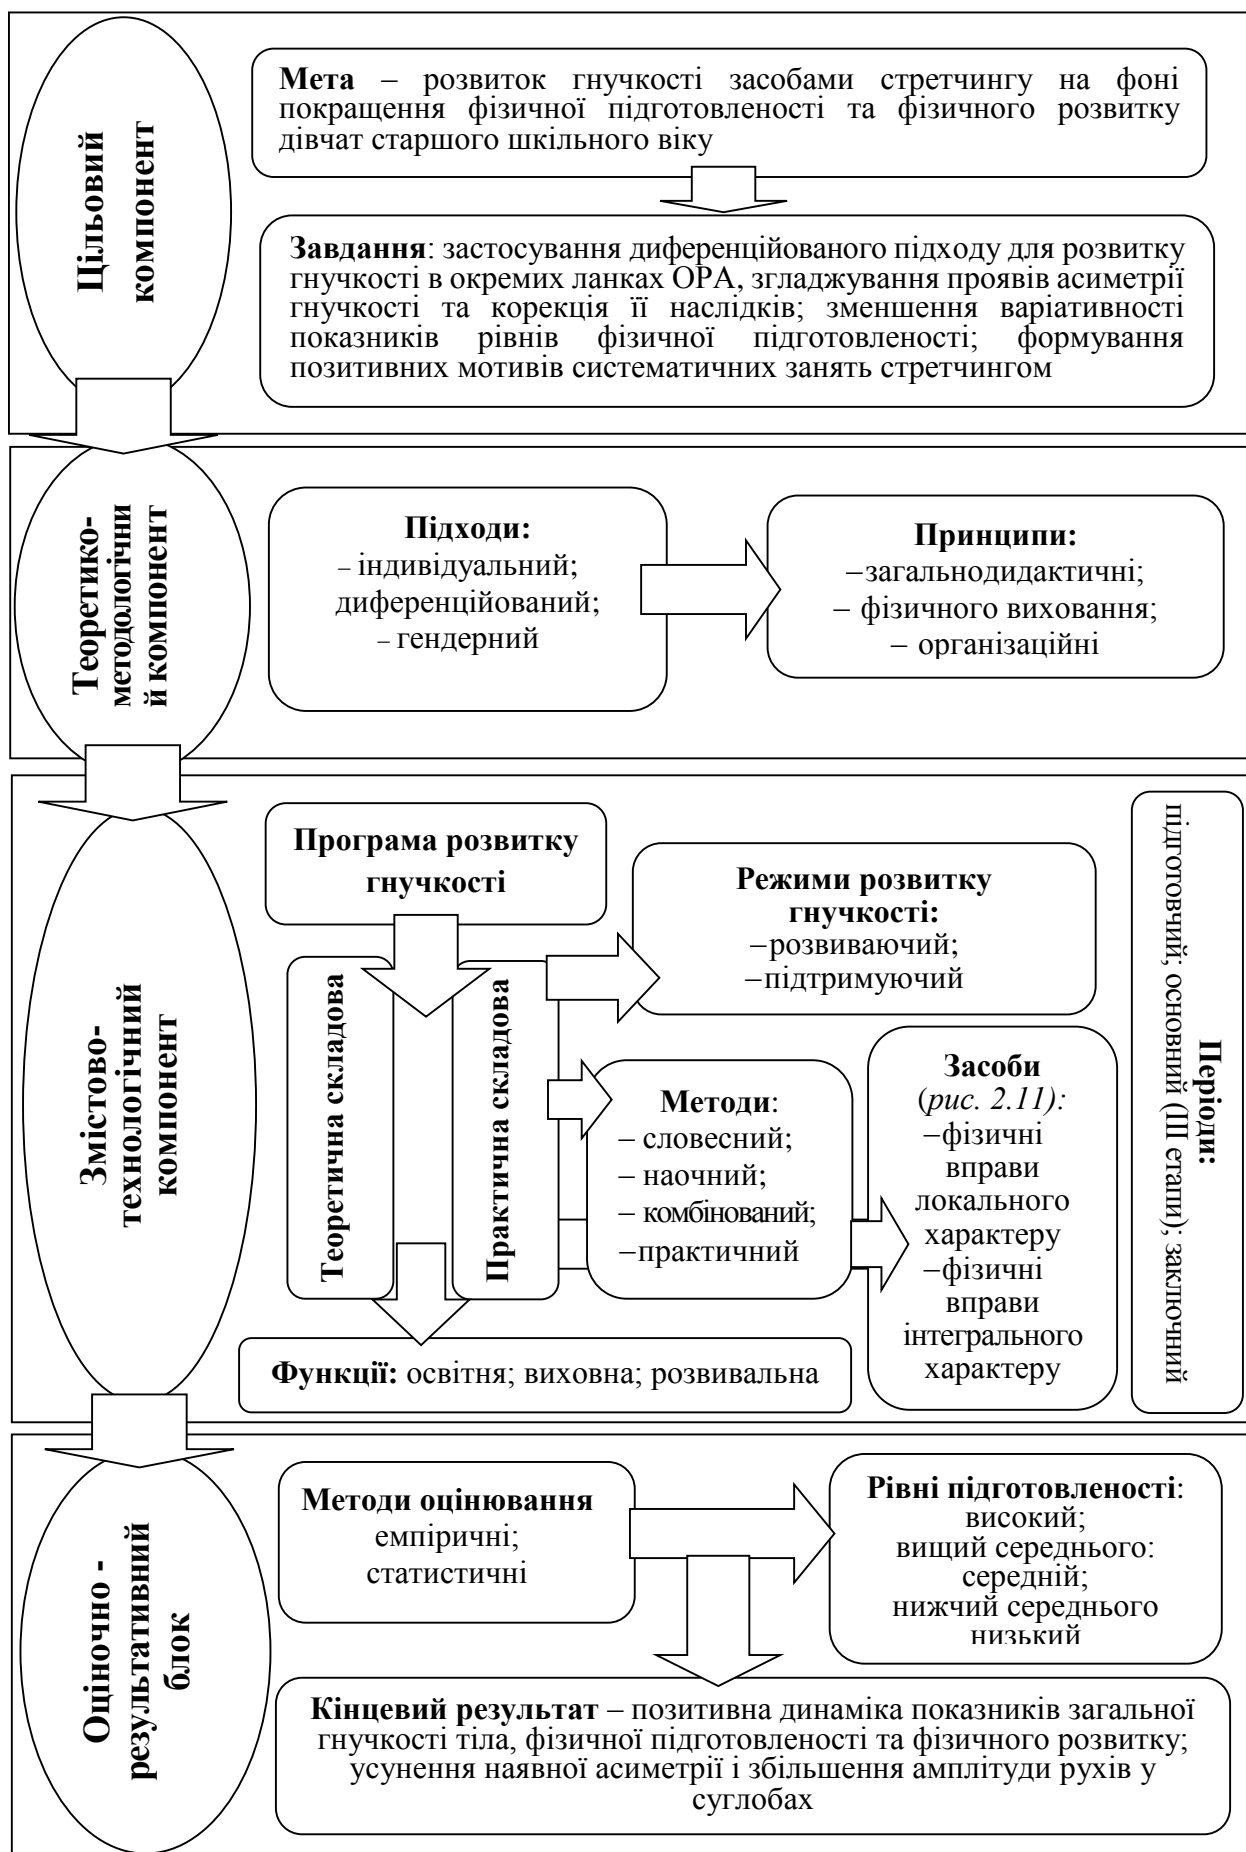 Цільовий
компонент
Мета – розвиток гнучкості засобами стретчингу на фоні
покращення фізичної підготовленості та фізичного розвитку
дівчат старшого шкільного віку
Завдання: застосування диференційованого підходу для розвитку
гнучкості в окремих ланках ОРА, згладжування проявів асиметрії
гнучкості та корекція її наслідків; зменшення варіативності
показників рівнів фізичної підготовленості; формування
позитивних мотивів систематичних занять стретчингом
Теоретико-
методологічни
й компонент
Підходи:
– індивідуальний;
диференційований;
– гендерний
Принципи:
–загальнодидактичні;
– фізичного виховання;
– організаційні
Змістово-
технологічний
компонент
Програма розвитку
гнучкості
Теоретична складова
Практична складова
Режими розвитку
гнучкості:
–розвиваючий;
–підтримуючий
Методи:
– словесний;
– наочний;
– комбінований;
–практичний
Засоби
(рис. 2.11):
–фізичні
вправи
локального
характеру
–фізичні
вправи
інтегрального
характеру
Періоди:
підготовчий; основний (ІІІ етапи); заключний
Функції: освітня; виховна; розвивальна
Оціночно -
результативний
блок
Методи оцінювання
емпіричні;
статистичні
Рівні підготовленості:
високий;
вищий середнього:
середній;
нижчий середнього
низький
Кінцевий результат – позитивна динаміка показників загальної
гнучкості тіла, фізичної підготовленості та фізичного розвитку;
усунення наявної асиметрії і збільшення амплітуди рухів у
суглобах